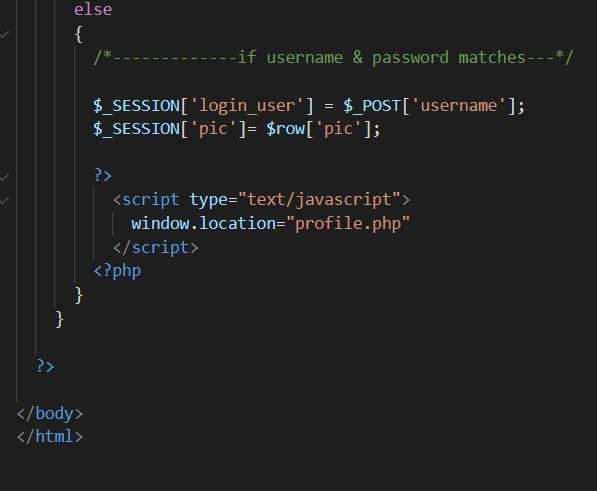 else
{
/*-------------if username & password matches---*/
$_SESSION['login_user'] = $_POST['username'];
$_SESSION['pic']= $row['pic'];
?>
<script type="text/javascript">
window.location="profile.php"
</script>
<?php
}
}
?>
</body>
</html>